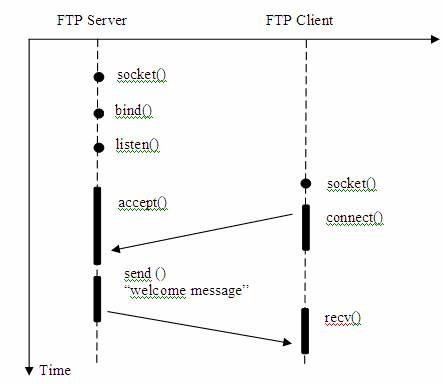 FTP Server
FTP Client
socket()
bind()
listen()
socket()
accept()
connect()
send ()
“welcome message”
recv()
Time